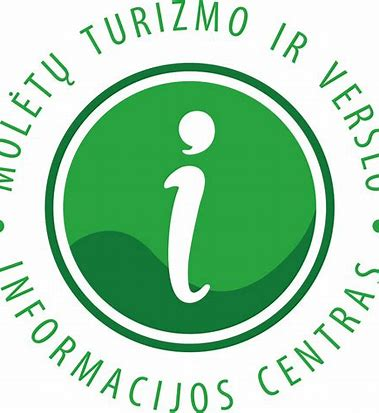 MOLĖTŲ TURIZMO IR VERSLO
INFORMACIJOS CENTRAS
i